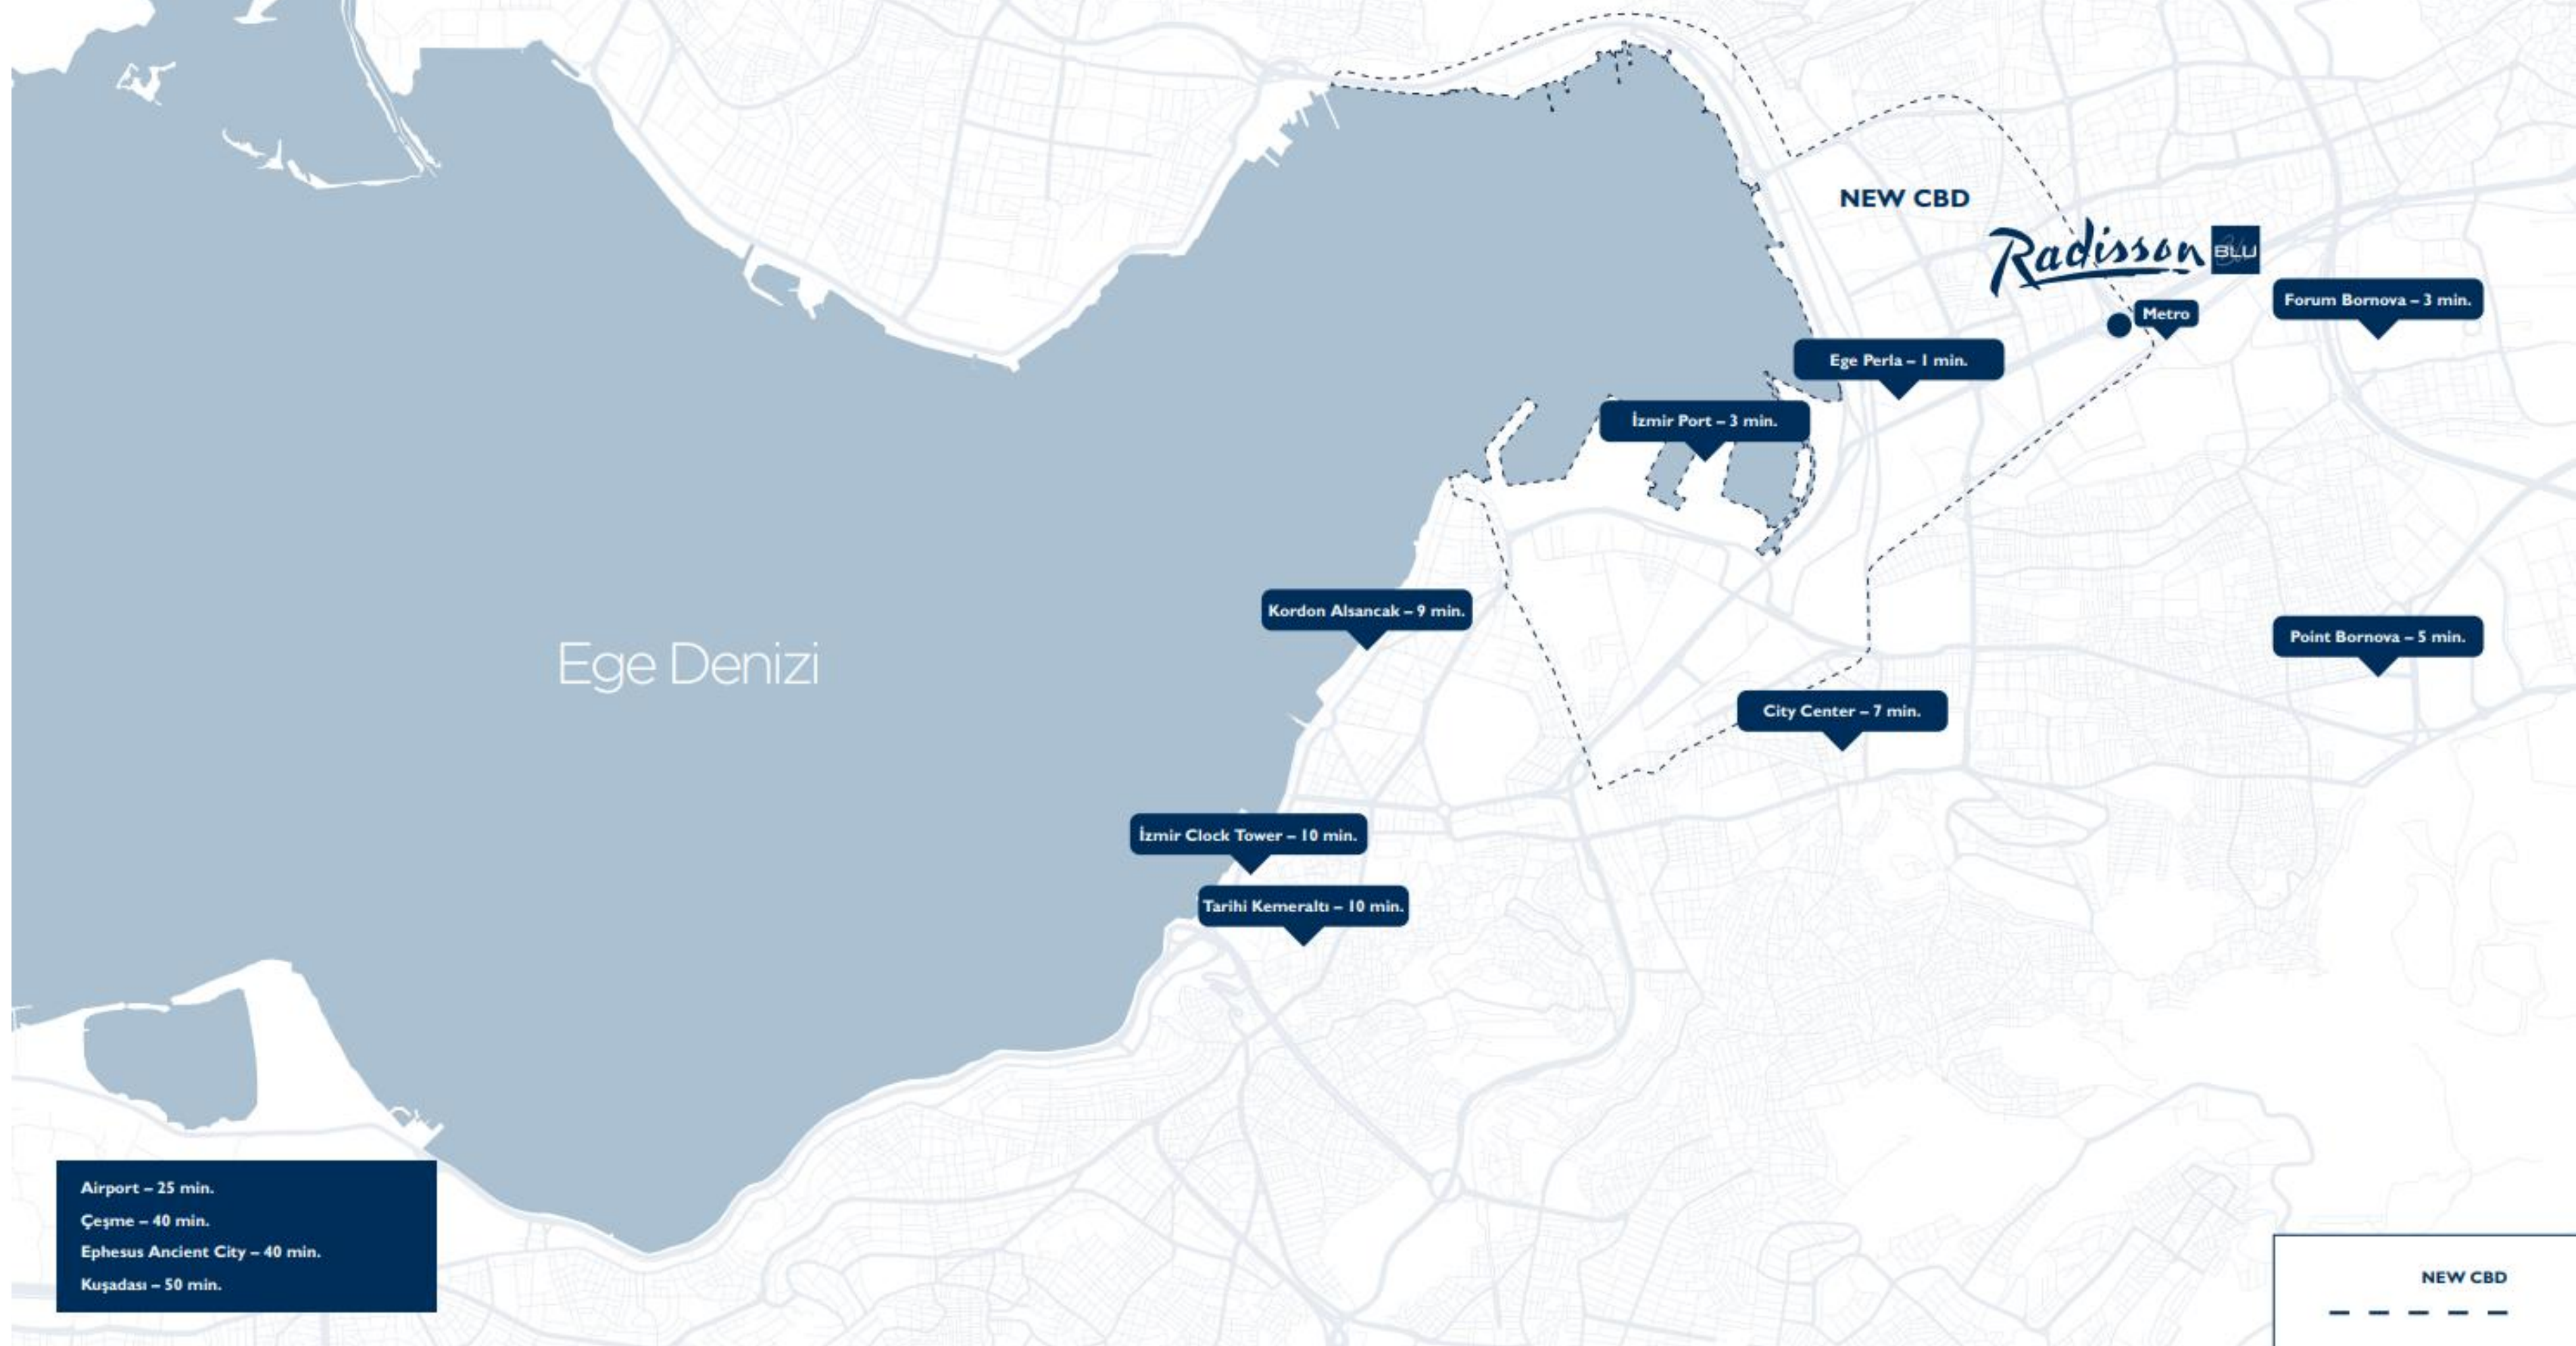 NEW CBD
Radisson BLU
Forum Bornova – 3 min.
Metro
Ege Perla – 1 min.
İzmir Port – 3 min.
Kordon Alsancak – 9 min.
Point Bornova – 5 min.
Ege Denizi
City Center – 7 min.
İzmir Clock Tower – 10 min.
Tarihi Kemeraltı – 10 min.
Airport – 25 min.
Çeşme – 40 min.
Ephesus Ancient City – 40 min.
Kuşadası – 50 min.
NEW CBD